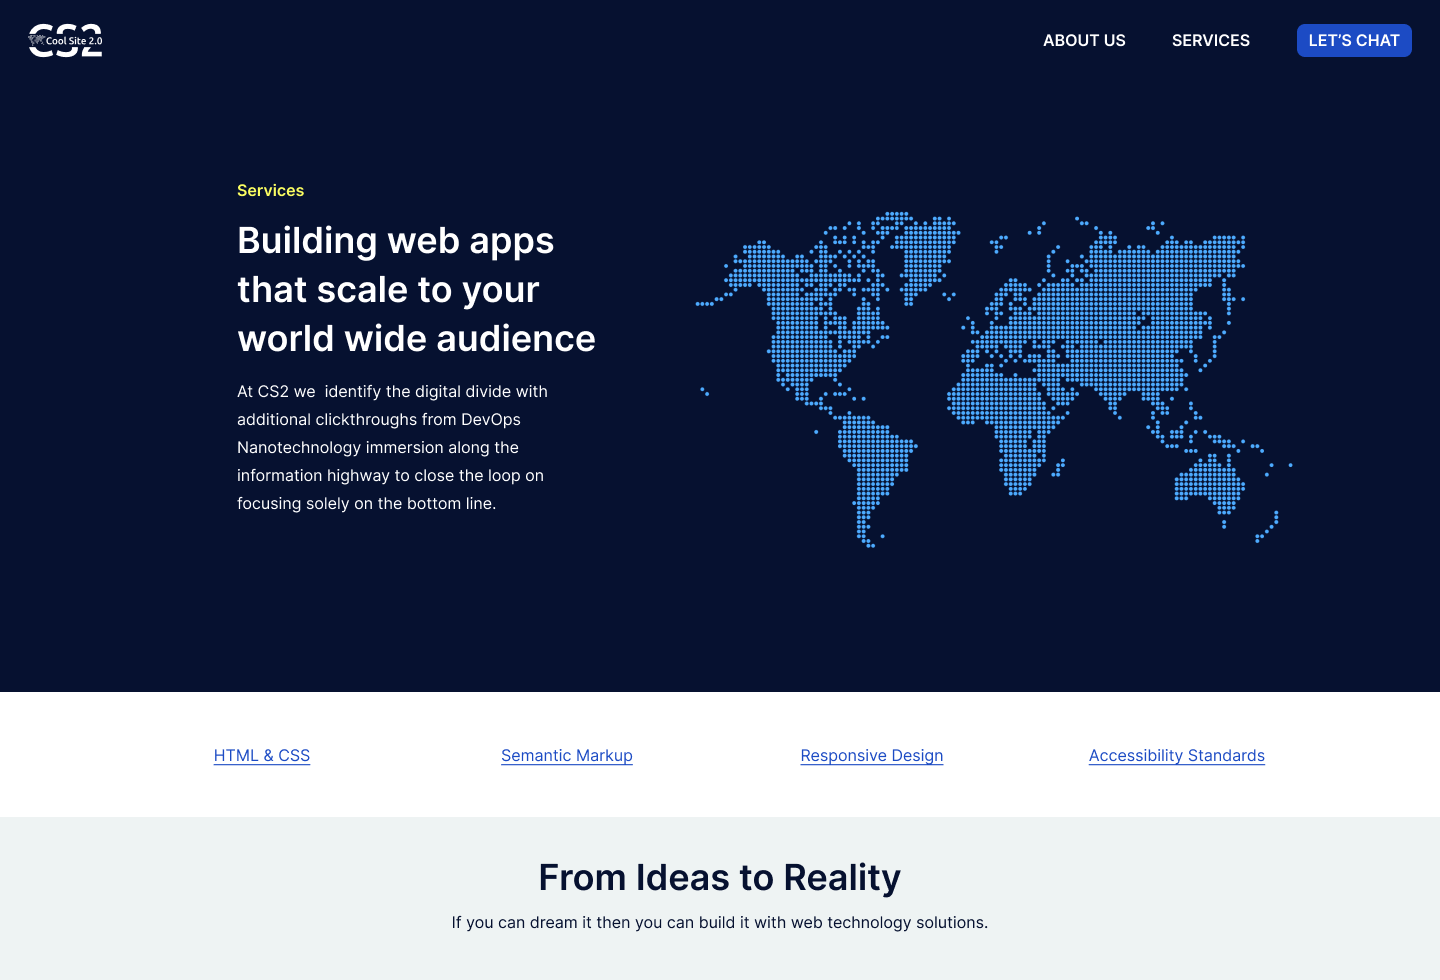 CS2
Cool Site 2.0
ABOUT US
SERVICES
LET'S CHAT
Services
Building web apps
that scale to your
world wide audience
At CS2 we  identify the digital divide with
additional clickthroughs from DevOps
Nanotechnology immersion along the
information highway to close the loop on
focusing solely on the bottom line.
HTML & CSS
Semantic Markup
Responsive Design
Accessibility Standards
From Ideas to Reality
If you can dream it then you can build it with web technology solutions.